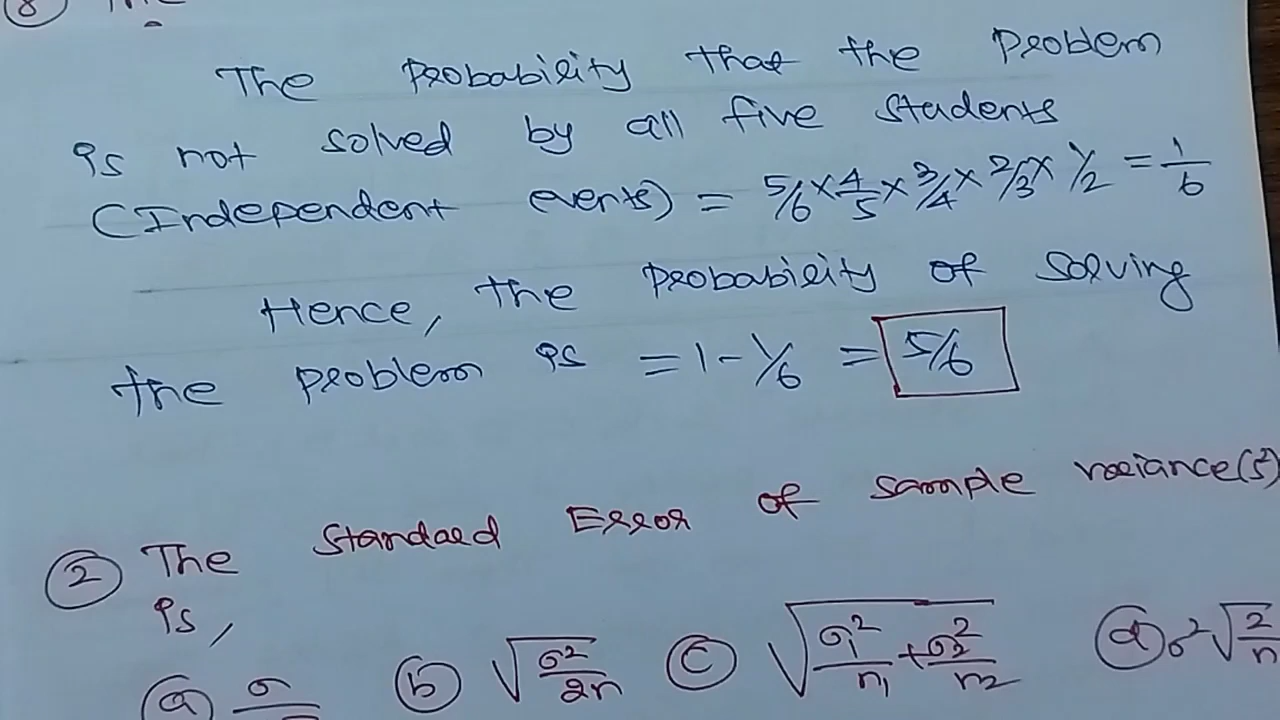 ⑧
The Probability that the Problem
is not solved by all five students
(Independent events) = 5/6 × 4/5 × 3/4 × 2/3 × 1/2 = 1/6
Hence, the Probability of Solving
the problem is = 1 - 1/6 = 5/6
② The Standard Error of sample variance(s²)
is,
ⓐ σ ⓑ √(σ²/2n) ⓒ √(σ₁²/n₁ + σ₂²/n₂) ⓓ σ²√(2/n)